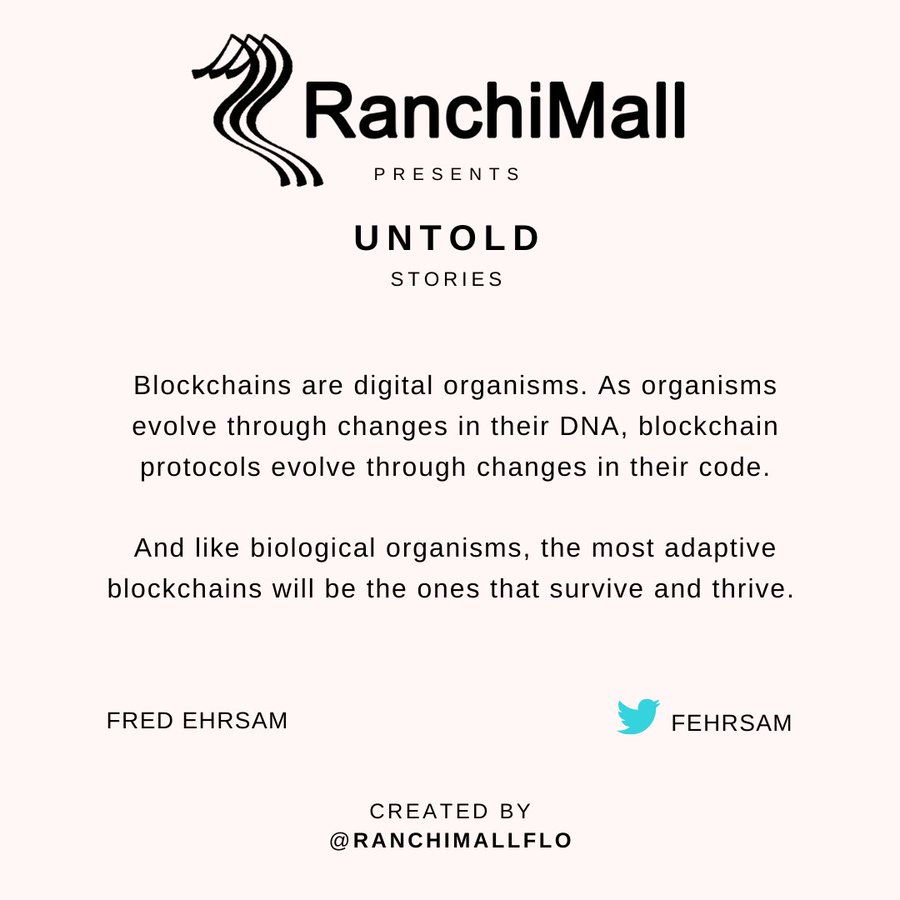 RanchiMall
PRESENTS
UNTOLD
STORIES
Blockchains are digital organisms. As organisms
evolve through changes in their DNA, blockchain
protocols evolve through changes in their code.
And like biological organisms, the most adaptive
blockchains will be the ones that survive and thrive.
FRED EHRSAM
FEHRSAM
CREATED BY
@RANCHIMALLFLO